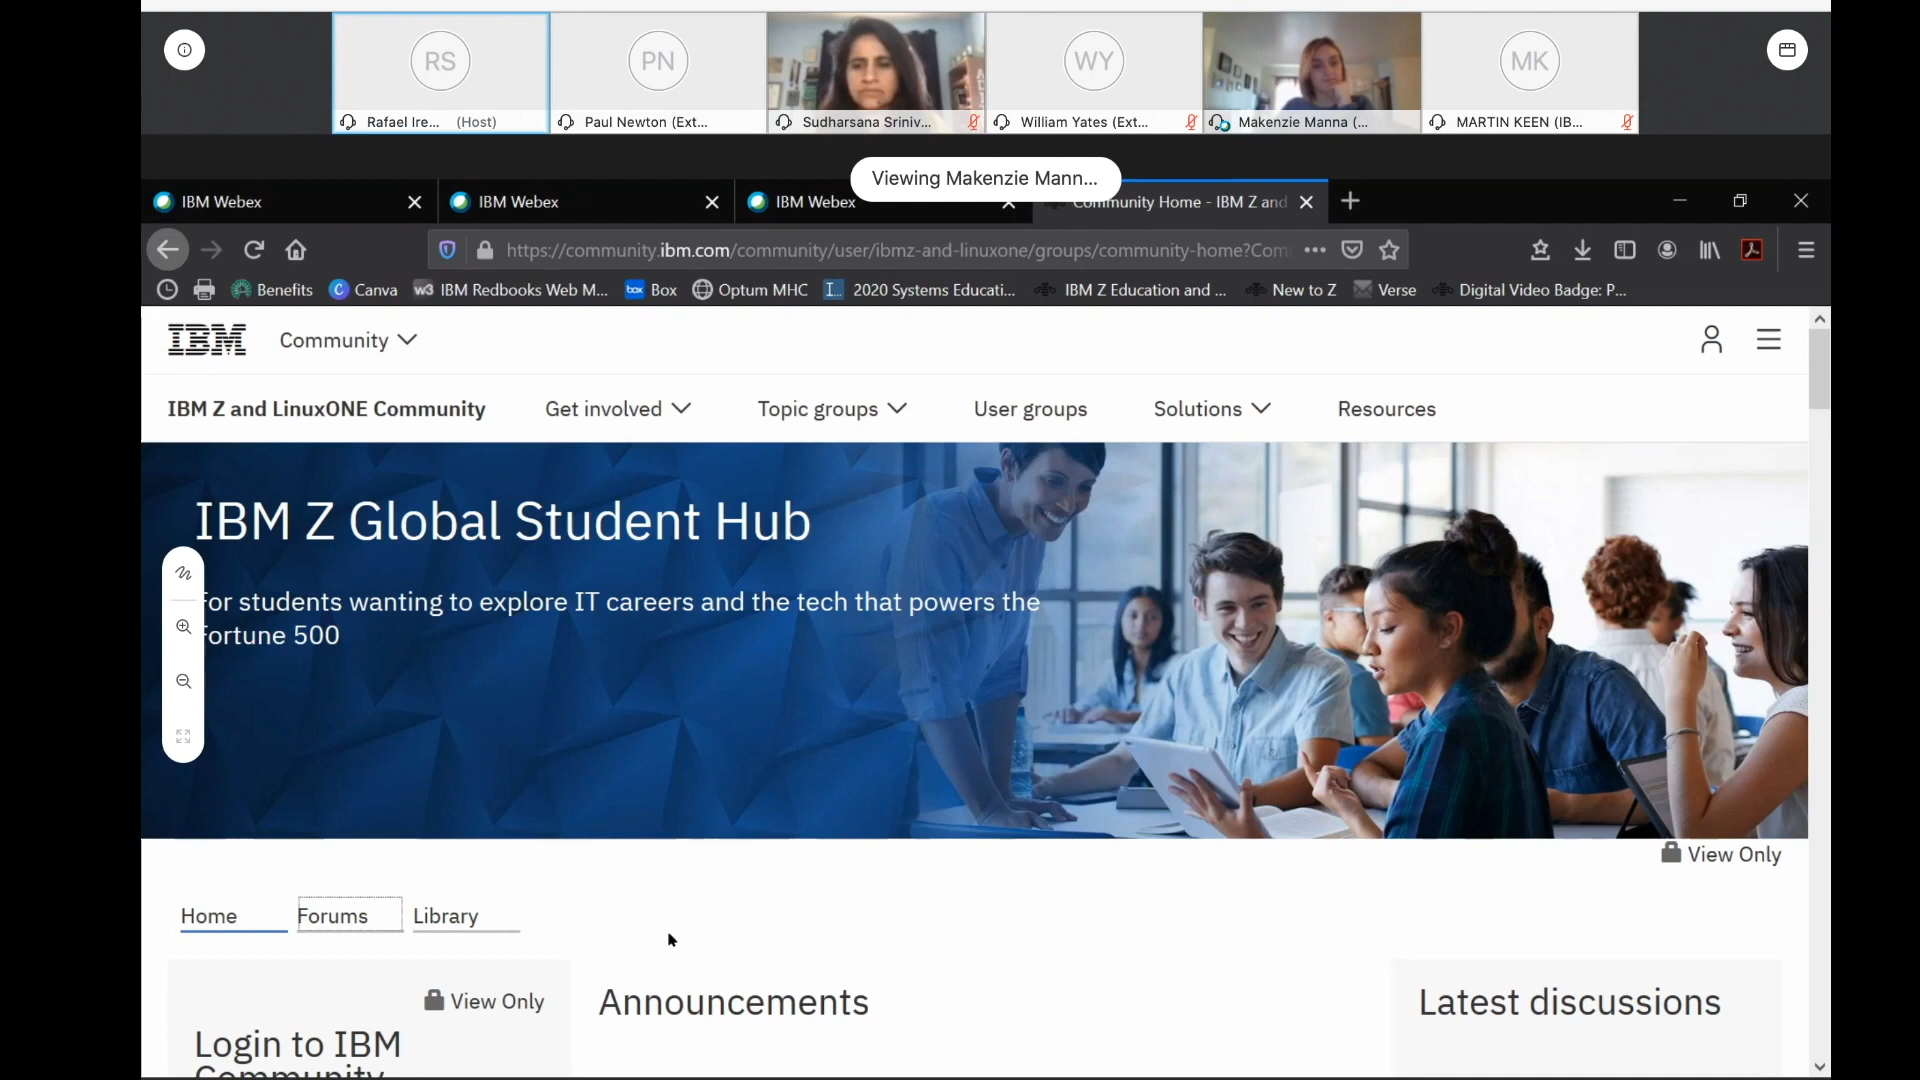 RS
PN
WY
MK
Rafael Ire... (Host)
Paul Newton (Ext...
Sudharsana Sriniv...
William Yates (Ext...
Makenzie Manna (...
MARTIN KEEN (IB...
Viewing Makenzie Mann...
IBM Webex
IBM Webex
IBM Webex
Community Home - IBM Z and
https://community.ibm.com/community/user/ibmz-and-linuxone/groups/community-home?Com
Benefits
Canva
w3 IBM Redbooks Web M...
box Box
Optum MHC
I... 2020 Systems Educati...
IBM Z Education and ...
New to Z
Verse
Digital Video Badge: P...
IBM
Community
IBM Z and LinuxONE Community
Get involved
Topic groups
User groups
Solutions
Resources
IBM Z Global Student Hub
For students wanting to explore IT careers and the tech that powers the
Fortune 500
View Only
Home
Forums
Library
View Only
Login to IBM
Community
Announcements
Latest discussions